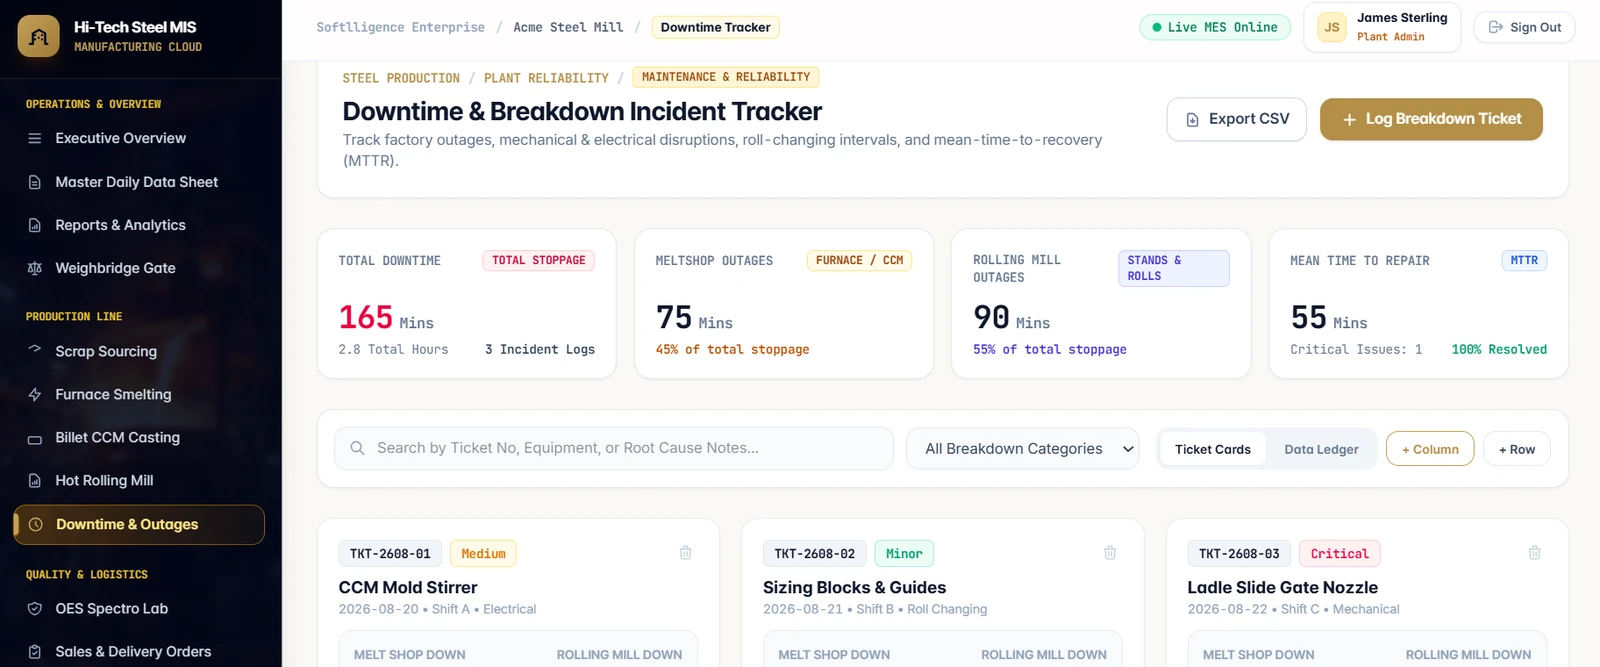 Hi-Tech Steel MIS
MANUFACTURING CLOUD
OPERATIONS & OVERVIEW
Executive Overview
Master Daily Data Sheet
Reports & Analytics
Weighbridge Gate
PRODUCTION LINE
Scrap Sourcing
Furnace Smelting
Billet CCM Casting
Hot Rolling Mill
Downtime & Outages
QUALITY & LOGISTICS
OES Spectro Lab
Sales & Delivery Orders
Softlligence Enterprise / Acme Steel Mill / Downtime Tracker
Live MES Online
JS
James Sterling
Plant Admin
Sign Out
STEEL PRODUCTION / PLANT RELIABILITY / MAINTENANCE & RELIABILITY
Downtime & Breakdown Incident Tracker
Track factory outages, mechanical & electrical disruptions, roll-changing intervals, and mean-time-to-recovery
(MTTR).
Export CSV
+ Log Breakdown Ticket
TOTAL DOWNTIME
TOTAL STOPPAGE
165 Mins
2.8 Total Hours
3 Incident Logs
MELTSHOP OUTAGES
FURNACE / CCM
75 Mins
45% of total stoppage
ROLLING MILL
OUTAGES
STANDS &
ROLLS
90 Mins
55% of total stoppage
MEAN TIME TO REPAIR
MTTR
55 Mins
Critical Issues: 1
100% Resolved
Search by Ticket No, Equipment, or Root Cause Notes...
All Breakdown Categories
Ticket Cards
Data Ledger
+ Column
+ Row
TKT-2608-01
Medium
CCM Mold Stirrer
2026-08-20 • Shift A • Electrical
MELT SHOP DOWN
ROLLING MILL DOWN
TKT-2608-02
Minor
Sizing Blocks & Guides
2026-08-21 • Shift B • Roll Changing
MELT SHOP DOWN
ROLLING MILL DOWN
TKT-2608-03
Critical
Ladle Slide Gate Nozzle
2026-08-22 • Shift C • Mechanical
MELT SHOP DOWN
ROLLING MILL DOWN